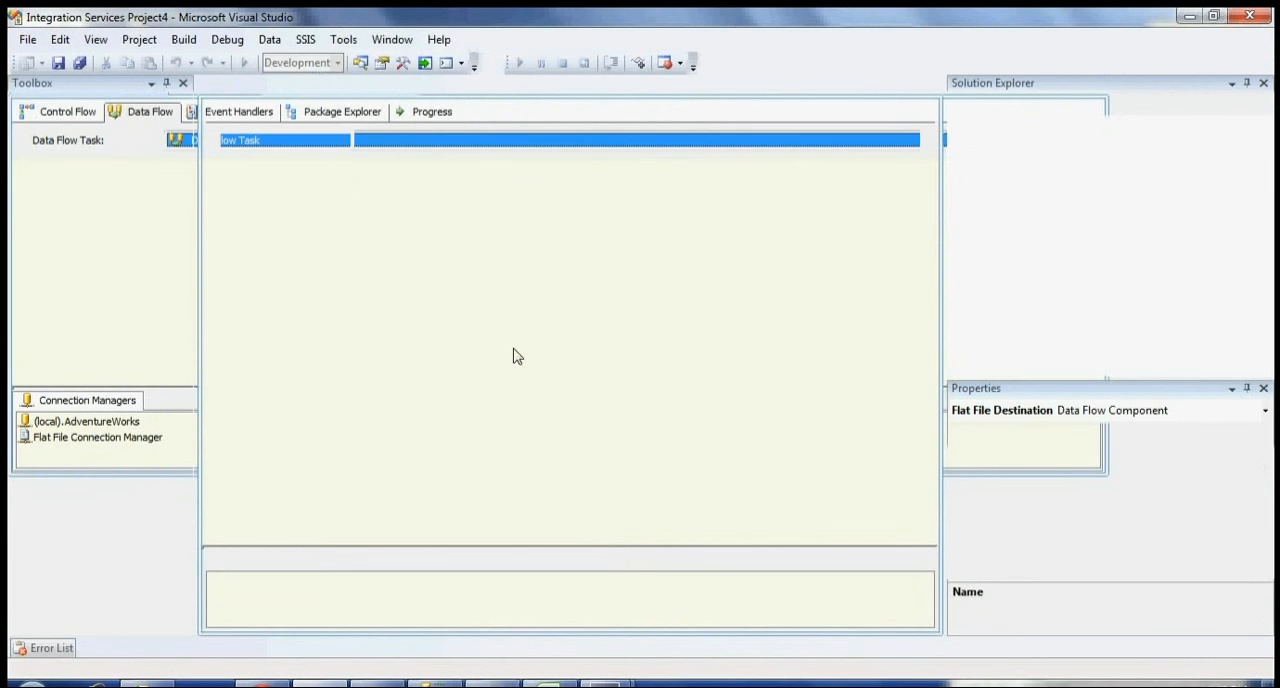 Integration Services Project4 - Microsoft Visual Studio
File Edit View Project Build Debug Data SSIS Tools Window Help
Development
Toolbox
Solution Explorer
Control Flow Data Flow Event Handlers Package Explorer Progress
Data Flow Task: low Task
Properties
Connection Managers
Flat File Destination Data Flow Component
(local).AdventureWorks
Flat File Connection Manager
Name
Error List